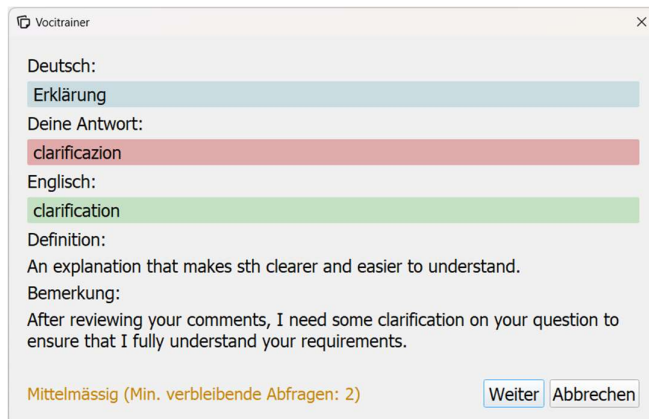 Vocitrainer
Deutsch:
Erklärung
Deine Antwort:
clarificazion
Englisch:
clarification
Definition:
An explanation that makes sth clearer and easier to understand.
Bemerkung:
After reviewing your comments, I need some clarification on your question to
ensure that I fully understand your requirements.
Mittelmässig (Min. verbleibende Abfragen: 2)
Weiter Abbrechen